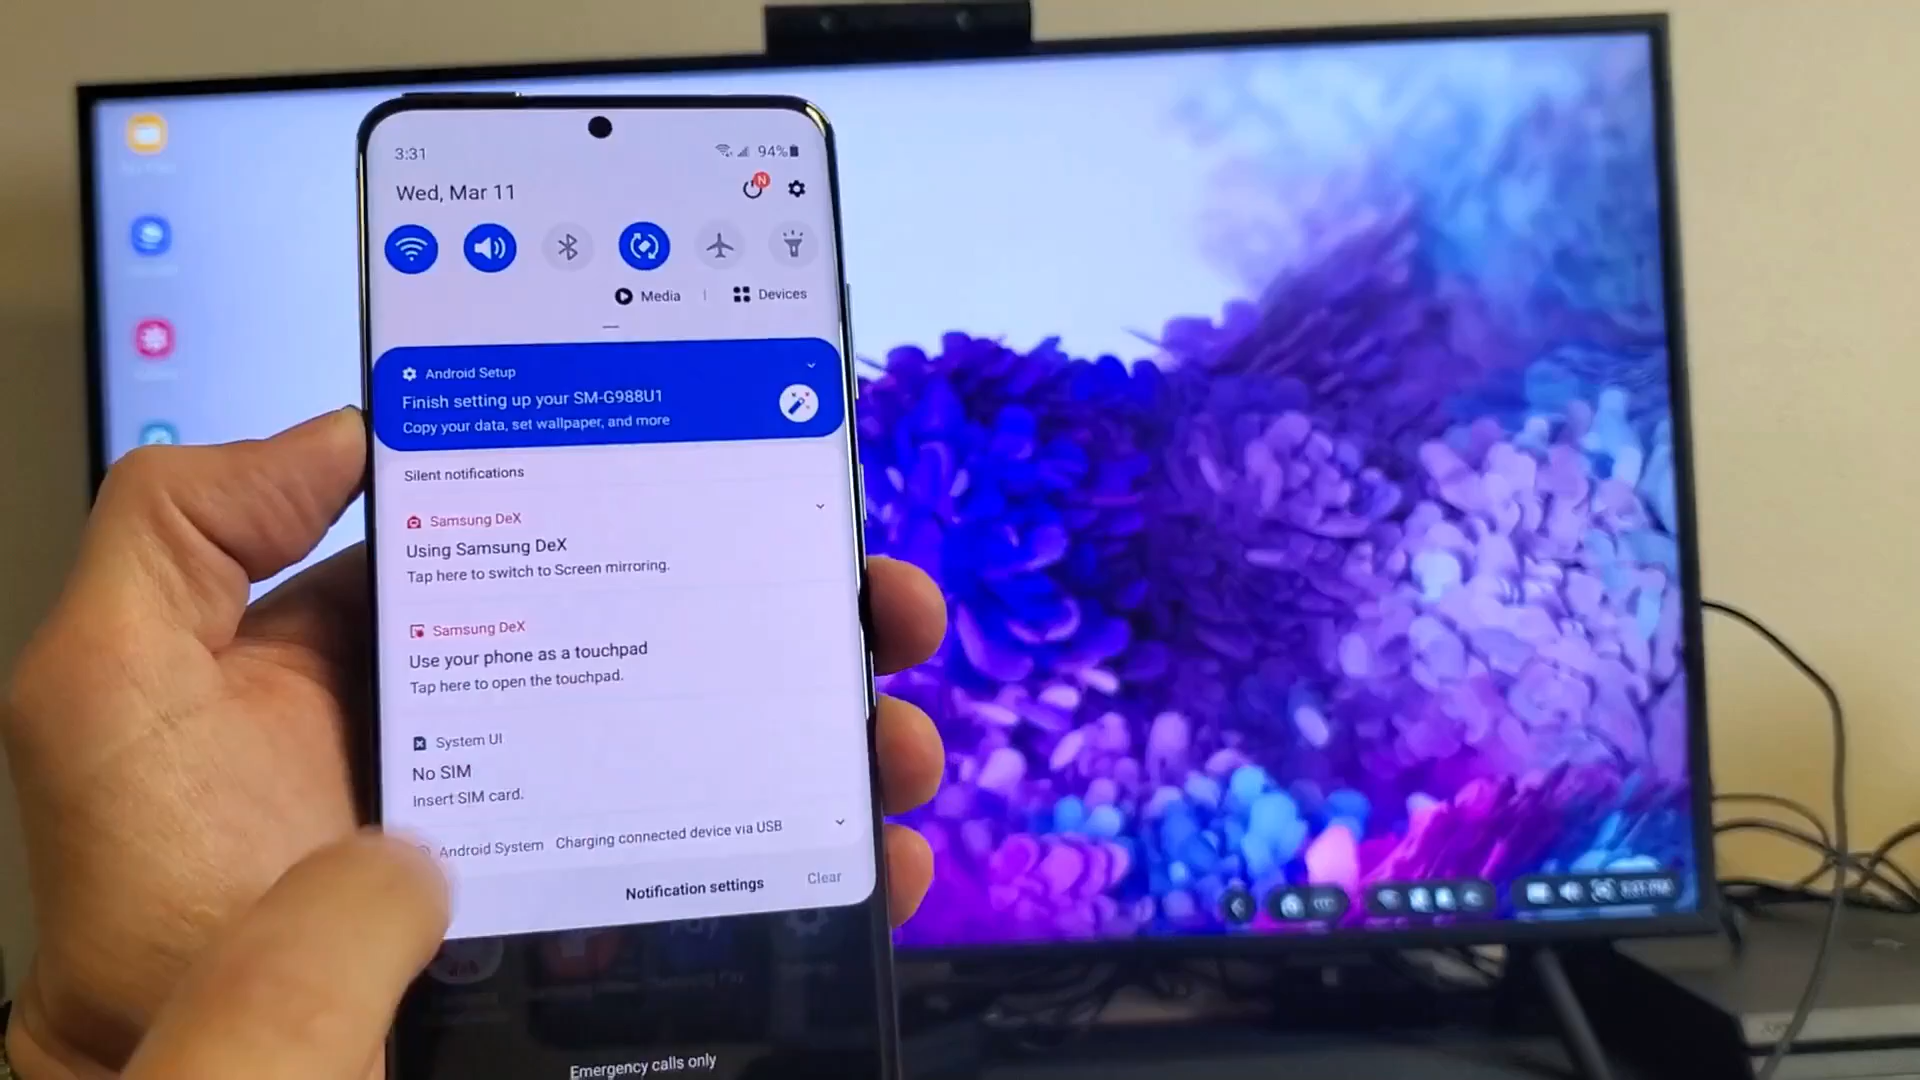 3:31
94%
Wed, Mar 11
N
Media | Devices
Android Setup
Finish setting up your SM-G988U1
Copy your data, set wallpaper, and more
Silent notifications
Samsung DeX
Using Samsung DeX
Tap here to switch to Screen mirroring.
Samsung DeX
Use your phone as a touchpad
Tap here to open the touchpad.
System UI
No SIM
Insert SIM card.
Android System Charging connected device via USB
Notification settings Clear
Emergency calls only